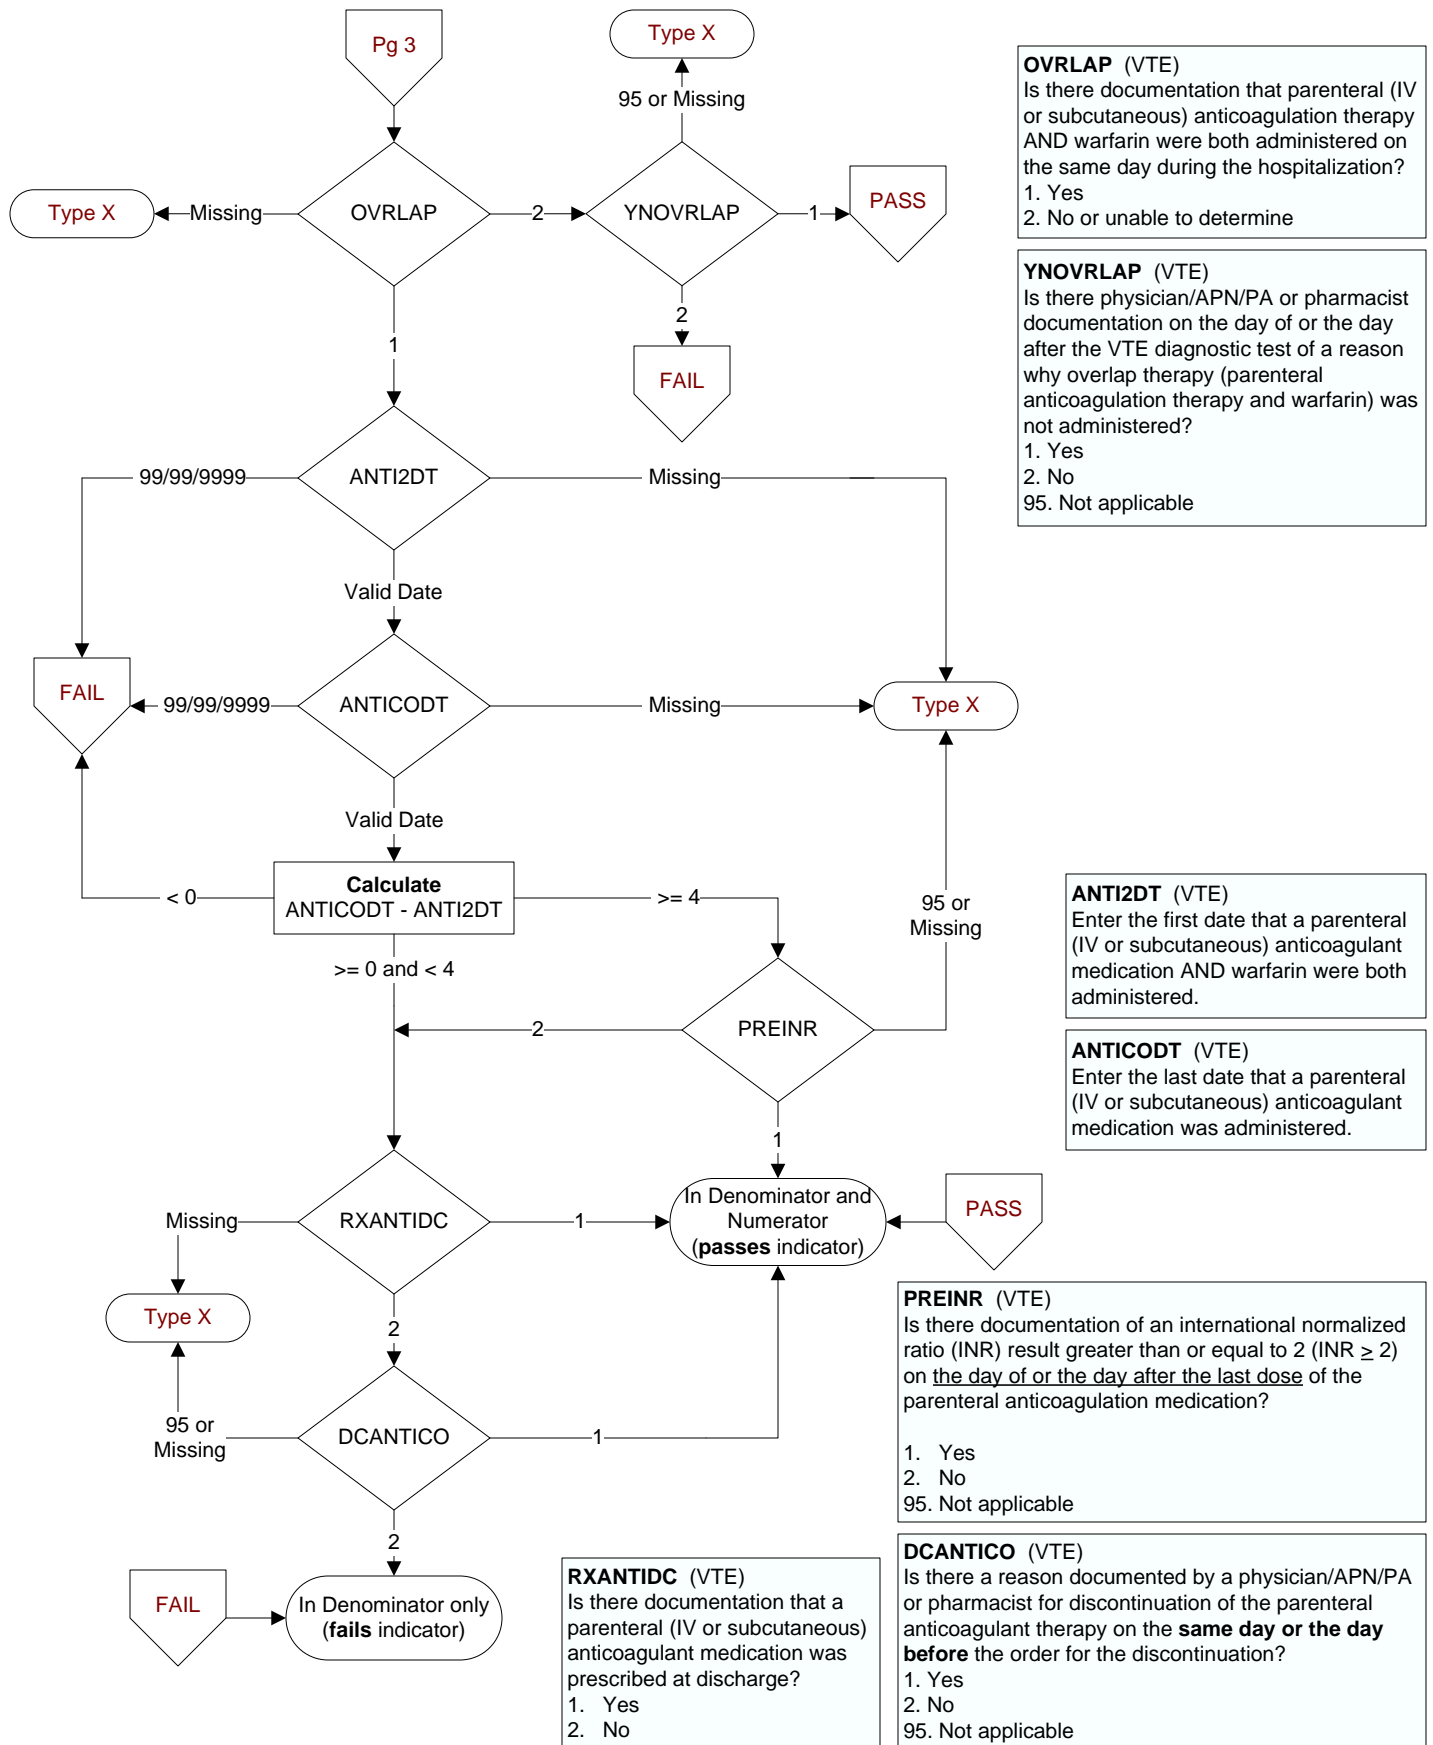 Pg 3
Type X
95 or Missing
OVRLAP (VTE)
Is there documentation that parenteral (IV
or subcutaneous) anticoagulation therapy
AND warfarin were both administered on
the same day during the hospitalization?
1. Yes
2. No or unable to determine
Type X
Missing
OVRLAP
2
YNOVRLAP
1
PASS
YNOVRLAP (VTE)
Is there physician/APN/PA or pharmacist
documentation on the day of or the day
after the VTE diagnostic test of a reason
why overlap therapy (parenteral
anticoagulation therapy and warfarin) was
not administered?
1. Yes
2. No
95. Not applicable
1
2
FAIL
99/99/9999
ANTI2DT
Missing
Valid Date
FAIL
99/99/9999
ANTICODT
Missing
Type X
Valid Date
< 0
Calculate
ANTICODT - ANTI2DT
>= 4
95 or
Missing
>= 0 and < 4
ANTI2DT (VTE)
Enter the first date that a parenteral
(IV or subcutaneous) anticoagulant
medication AND warfarin were both
administered.
2
PREINR
ANTICODT (VTE)
Enter the last date that a parenteral
(IV or subcutaneous) anticoagulant
medication was administered.
1
Missing
RXANTIDC
1
In Denominator and
Numerator
(passes indicator)
PASS
Type X
2
PREINR (VTE)
Is there documentation of an international normalized
ratio (INR) result greater than or equal to 2 (INR ≥ 2)
on the day of or the day after the last dose of the
parenteral anticoagulation medication?
1. Yes
2. No
95. Not applicable
95 or
Missing
DCANTICO
1
2
FAIL
In Denominator only
(fails indicator)
RXANTIDC (VTE)
Is there documentation that a
parenteral (IV or subcutaneous)
anticoagulant medication was
prescribed at discharge?
1. Yes
2. No
DCANTICO (VTE)
Is there a reason documented by a physician/APN/PA
or pharmacist for discontinuation of the parenteral
anticoagulant therapy on the same day or the day
before the order for the discontinuation?
1. Yes
2. No
95. Not applicable